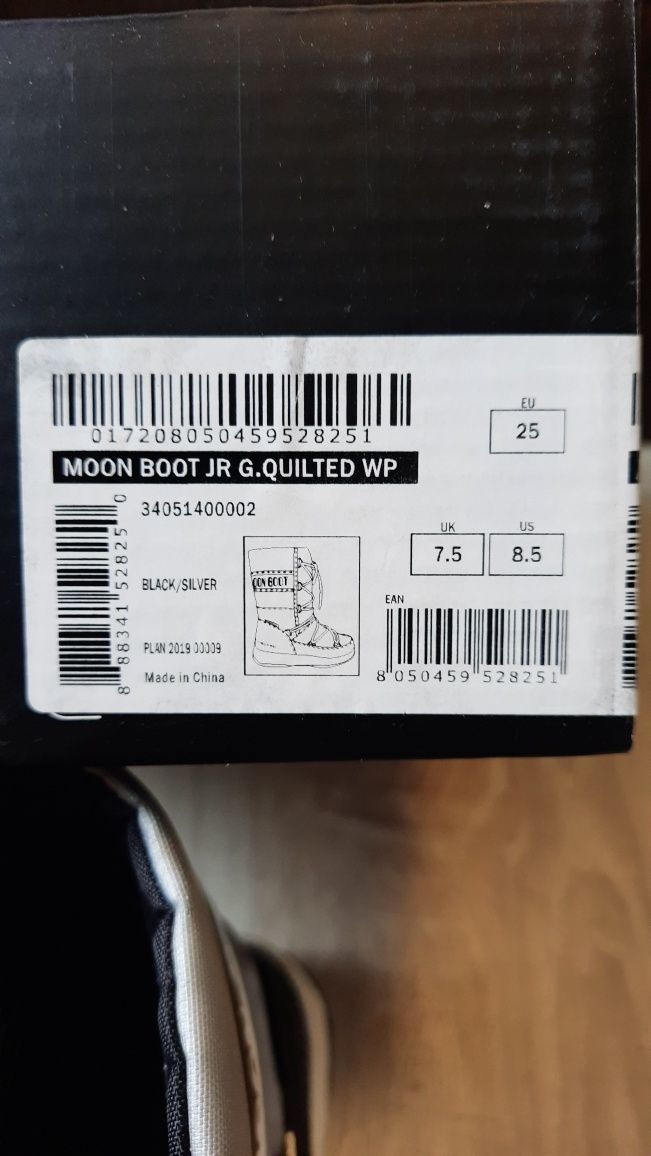 017208050459528251
EU
25
MOON BOOT JR G.QUILTED WP
34051400002
UK
7.5
US
8.5
BLACK/SILVER
OON BOOT
EAN
PLAN 2019 00009
Made in China
8 050459 528251
8 88341 52825 0